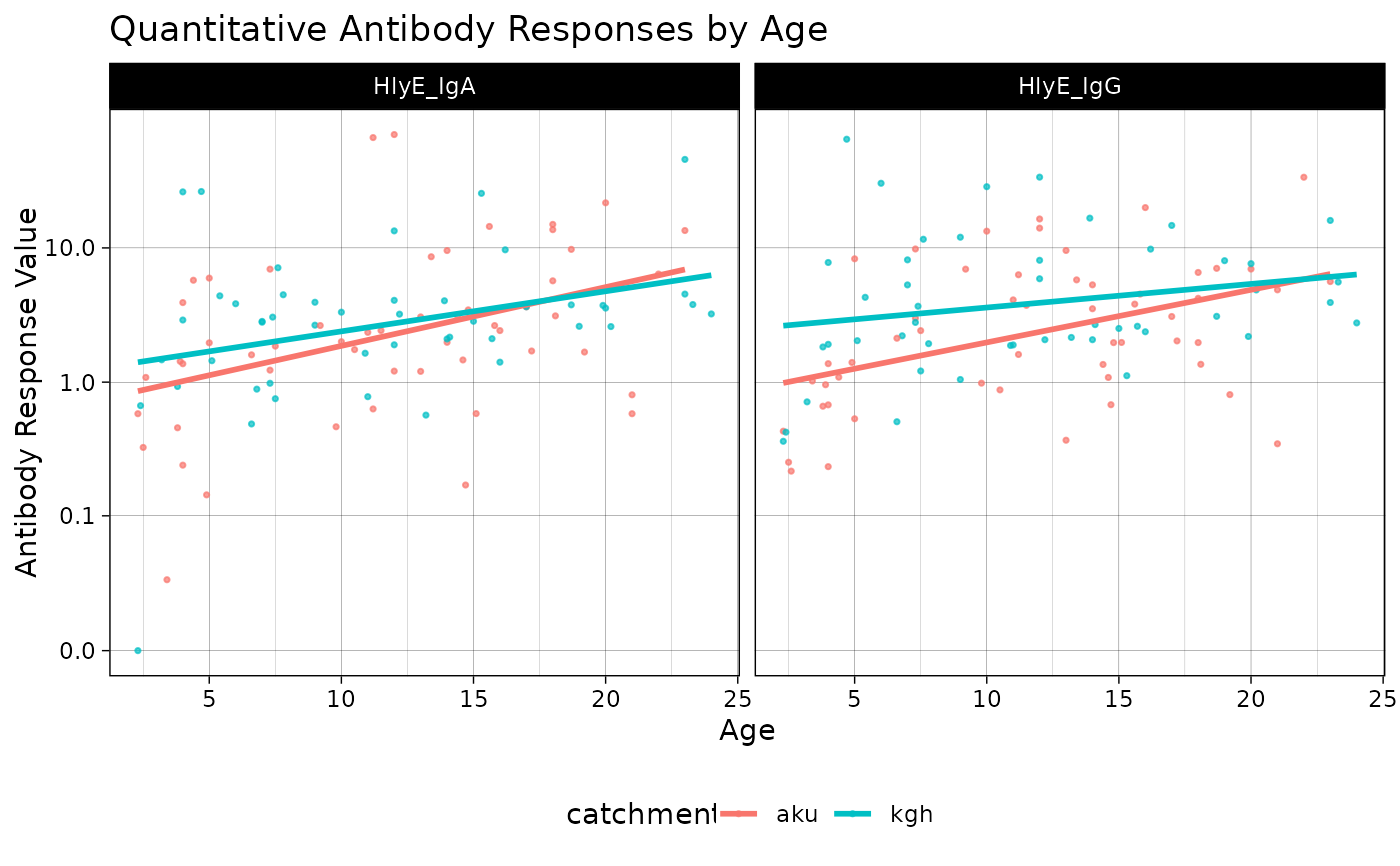 Quantitative Antibody Responses by Age
HlyE_IgA
HlyE_IgG
Antibody Response Value
10.0
1.0
0.1
0.0
5 10 15 20 25
5 10 15 20 25
Age
catchment aku kgh